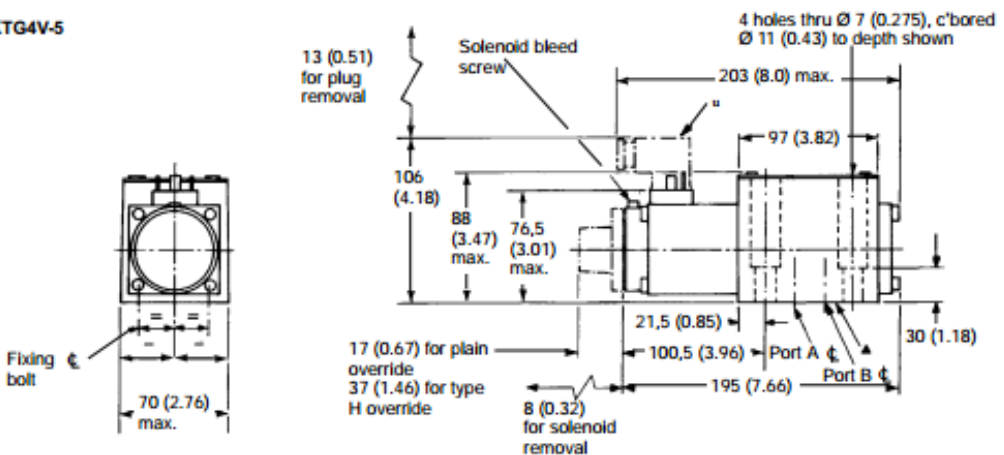 TG4V-5
13 (0.51)
for plug
removal
Solenoid bleed
screw
4 holes thru Ø 7 (0.275), c'bored
Ø 11 (0.43) to depth shown
203 (8.0) max.
97 (3.82)
106
(4.18)
88
(3.47)
max.
76,5
(3.01)
max.
21,5 (0.85)
30 (1.18)
Port A ℄
Port B ℄
100,5 (3.96)
195 (7.66)
17 (0.67) for plain
override
37 (1.46) for type
H override
8 (0.32)
for solenoid
removal
Fixing ℄
bolt
= =
= =
70 (2.76)
max.